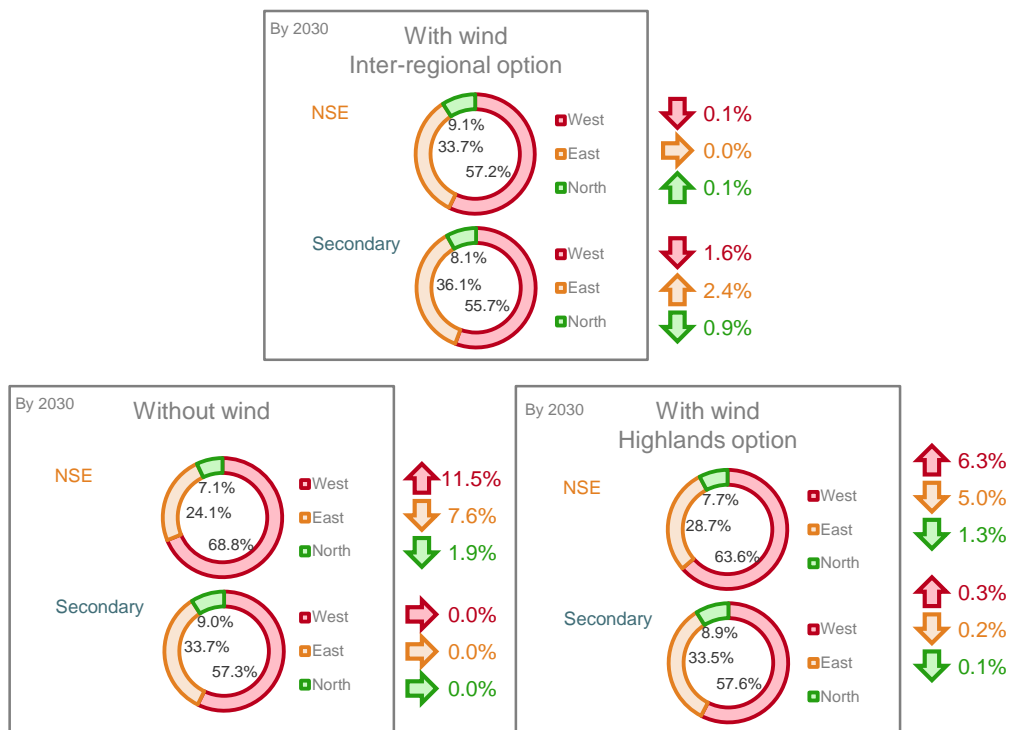 By 2030
With wind
Inter-regional option
NSE
9.1%
33.7%
57.2%
West
East
North
0.1%
0.0%
0.1%
Secondary
8.1%
36.1%
55.7%
West
East
North
1.6%
2.4%
0.9%
By 2030
Without wind
NSE
7.1%
24.1%
68.8%
West
East
North
11.5%
7.6%
1.9%
Secondary
9.0%
33.7%
57.3%
West
East
North
0.0%
0.0%
0.0%
By 2030
With wind
Highlands option
NSE
7.7%
28.7%
63.6%
West
East
North
6.3%
5.0%
1.3%
Secondary
8.9%
33.5%
57.6%
West
East
North
0.3%
0.2%
0.1%